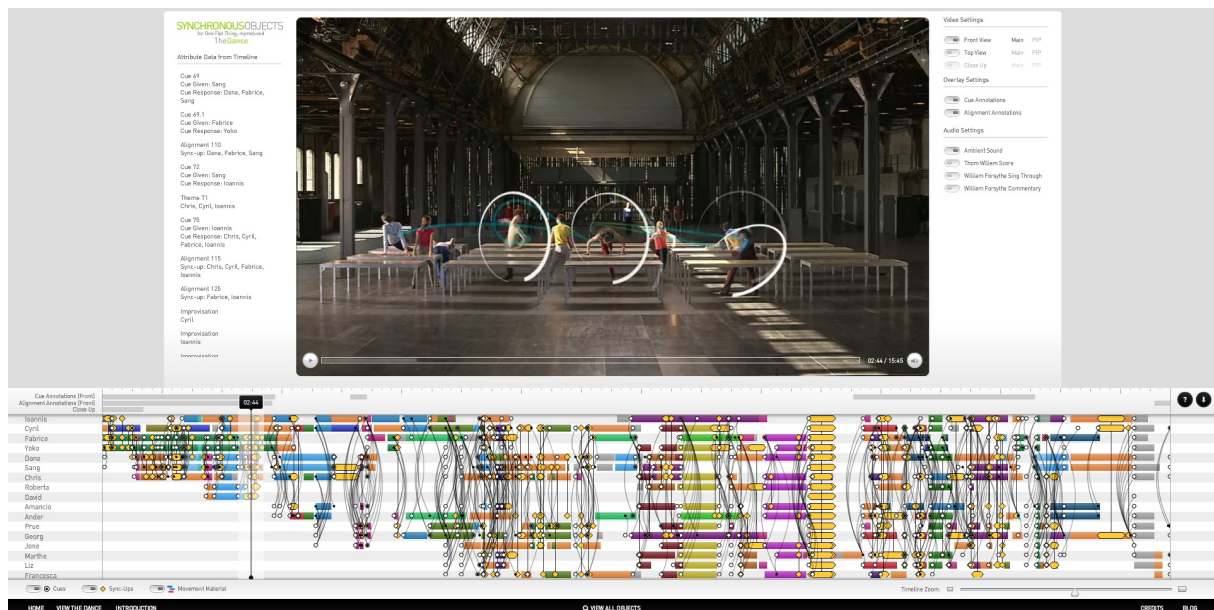 SYNCHRONOUSOBJECTS
for One Flat Thing, reproduced
TheDance
Attribute Data from Timeline
Cue 69
Cue Given: Sang
Cue Response: Dana, Fabrice,
Sang
Cue 69.1
Cue Given: Fabrice
Cue Response: Yoko
Alignment 110
Sync-up: Dana, Fabrice, Sang
Cue 72
Cue Given: Sang
Cue Response: Ioannis
Theme T1
Chris, Cyril, Ioannis
Cue 75
Cue Given: Ioannis
Cue Response: Chris, Cyril,
Fabrice, Ioannis
Alignment 115
Sync-up: Chris, Cyril, Fabrice,
Ioannis
Alignment 125
Sync-up: Fabrice, Ioannis
Improvisation
Cyril
Improvisation
Ioannis
Improvisation
02:44 / 15:45
Video Settings
Front View Main PIP
Top View Main PIP
Close Up Main PIP
Overlay Settings
Cue Annotations
Alignment Annotations
Audio Settings
Ambient Sound
Thom Willem Score
William Forsythe Sing Through
William Forsythe Commentary
Cue Annotations (Front)
Alignment Annotations (Front)
Close Up
02:44
?
Ioannis
Cyril
Fabrice
Yoko
Dana
Sang
Chris
Roberta
David
Amancio
Ander
Prue
Georg
Jone
Marthe
Liz
Francesca
Cues Sync-Ups Movement Material
Timeline Zoom:
HOME VIEW THE DANCE INTRODUCTION VIEW ALL OBJECTS CREDITS BLOG